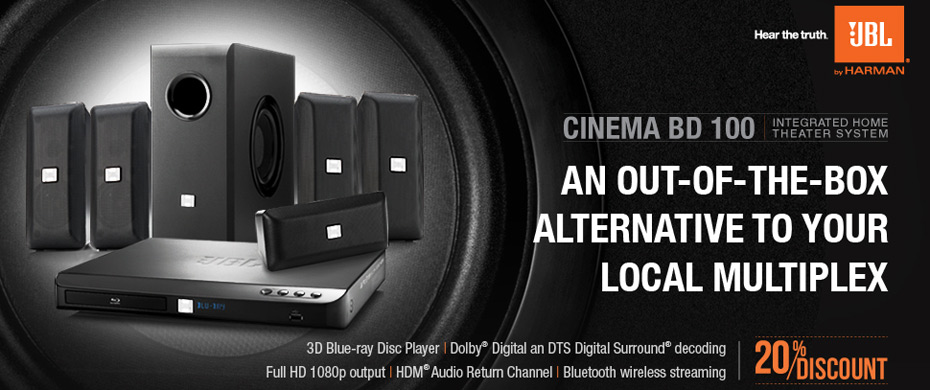 Hear the truth.
JBL
by HARMAN
CINEMA BD 100
INTEGRATED HOME
THEATER SYSTEM
AN OUT-OF-THE-BOX
ALTERNATIVE TO YOUR
LOCAL MULTIPLEX
JBL
3D Blue-ray Disc Player | Dolby® Digital an DTS Digital Surround® decoding
Full HD 1080p output | HDM® Audio Return Channel | Bluetooth wireless streaming
20% DISCOUNT